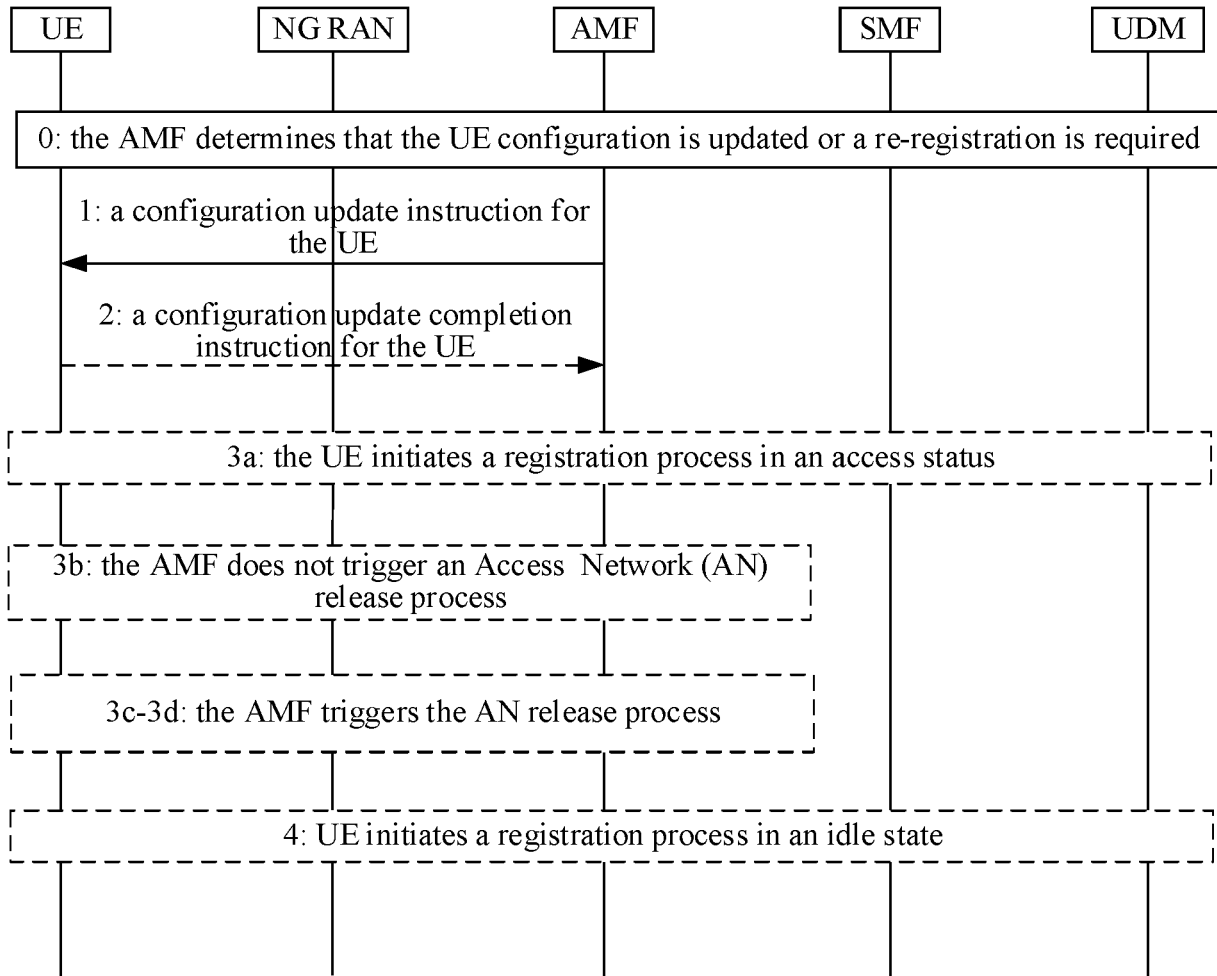 UE
NG RAN
AMF
SMF
UDM
0: the AMF determines that the UE configuration is updated or a re-registration is required
1: a configuration update instruction for
the UE
2: a configuration update completion
instruction for the UE
3a: the UE initiates a registration process in an access status
3b: the AMF does not trigger an Access Network (AN)
release process
3c-3d: the AMF triggers the AN release process
4: UE initiates a registration process in an idle state